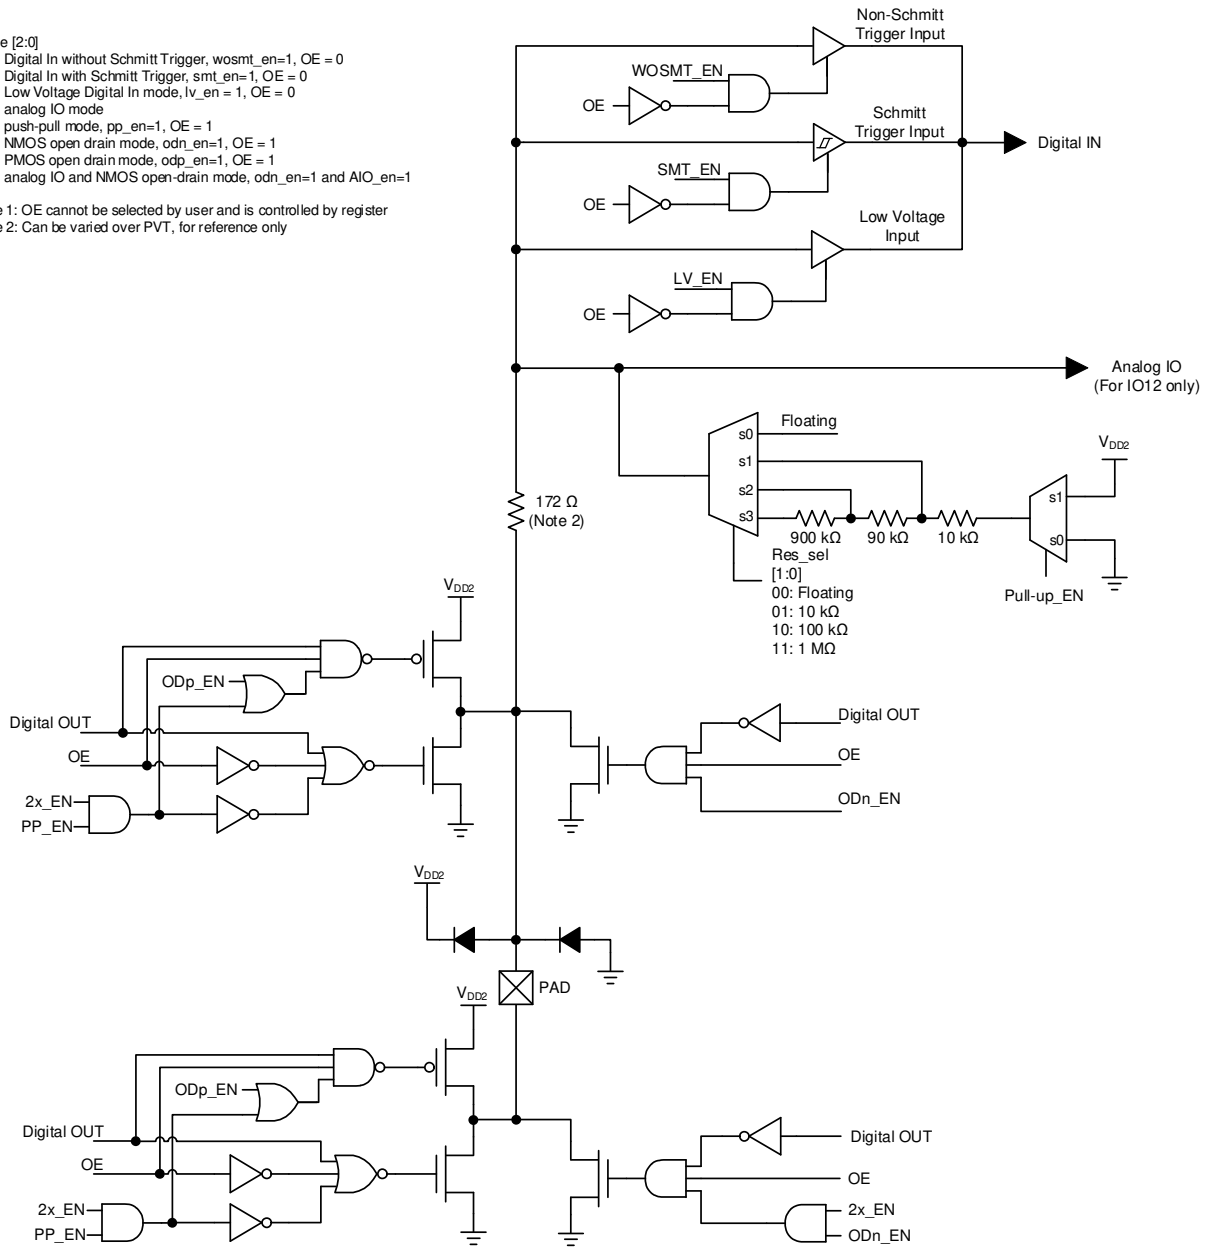 e [2:0]
Digital In without Schmitt Trigger, wosmt_en=1, OE = 0
Digital In with Schmitt Trigger, smt_en=1, OE = 0
Low Voltage Digital In mode, lv_en = 1, OE = 0
analog IO mode
push-pull mode, pp_en=1, OE = 1
NMOS open drain mode, odn_en=1, OE = 1
PMOS open drain mode, odp_en=1, OE = 1
analog IO and NMOS open-drain mode, odn_en=1 and AIO_en=1
e 1: OE cannot be selected by user and is controlled by register
e 2: Can be varied over PVT, for reference only
Non-Schmitt
Trigger Input
WOSMT_EN
OE
Schmitt
Trigger Input
Digital IN
SMT_EN
OE
Low Voltage
Input
LV_EN
OE
Analog IO
(For IO12 only)
Floating
s0
s1
s2
s3
900 kΩ
90 kΩ
10 kΩ
VDD2
s1
s0
Pull-up_EN
Res_sel
[1:0]
00: Floating
01: 10 kΩ
10: 100 kΩ
11: 1 MΩ
172 Ω
(Note 2)
VDD2
ODp_EN
Digital OUT
OE
2x_EN
PP_EN
Digital OUT
OE
ODn_EN
VDD2
PAD
VDD2
ODp_EN
Digital OUT
OE
2x_EN
PP_EN
Digital OUT
OE
2x_EN
ODn_EN